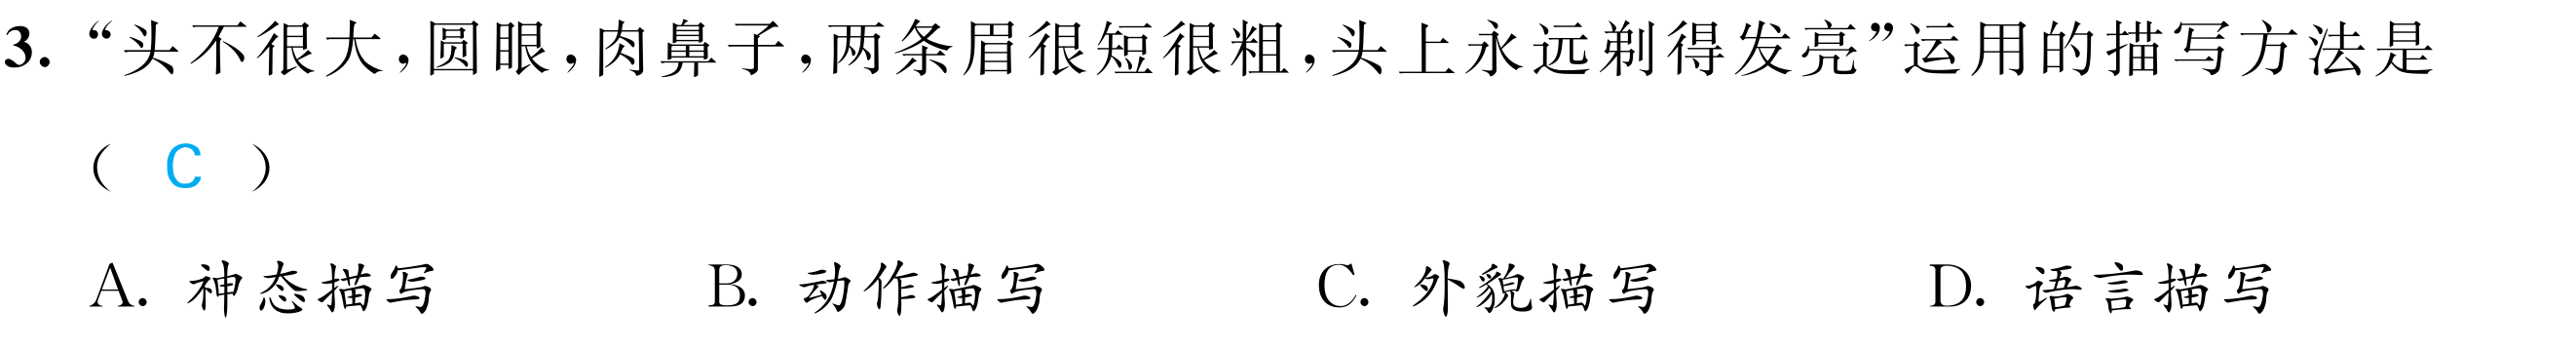 3. “头不很大,圆眼,肉鼻子,两条眉很短很粗,头上永远剃得发亮”运用的描写方法是
( C )
A. 神态描写 B. 动作描写 C. 外貌描写 D. 语言描写